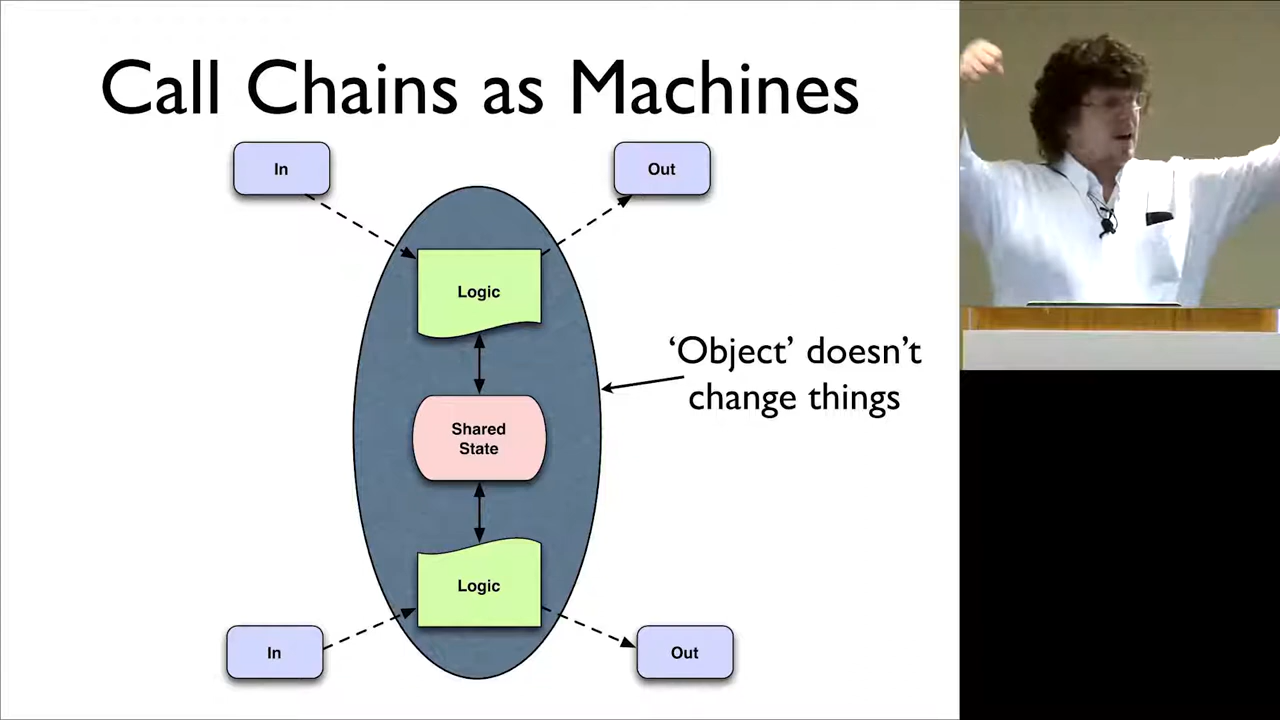 Call Chains as Machines
In
Out
Logic
'Object' doesn't
change things
Shared
State
Logic
In
Out